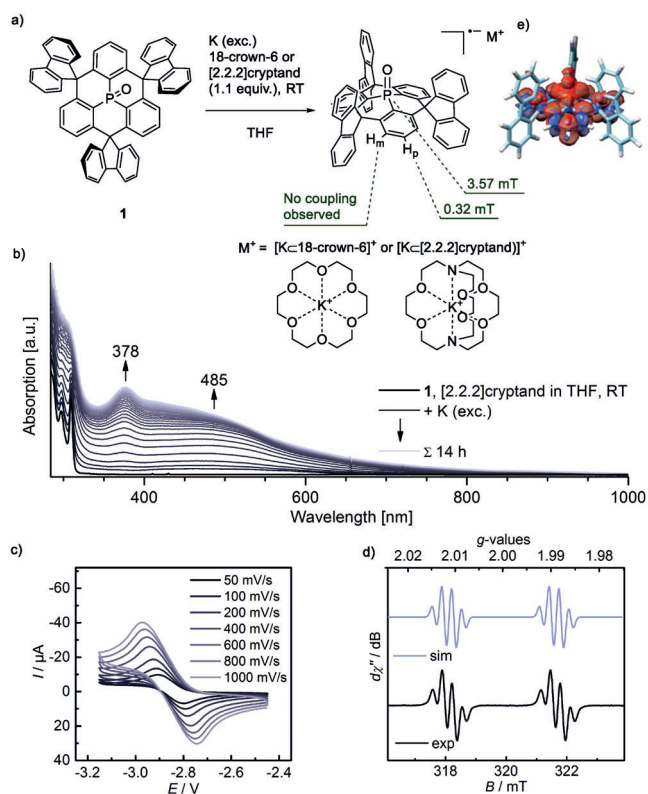 a)
K (exc.)
18-crown-6 or
[2.2.2]cryptand
(1.1 equiv.), RT
THF
P
O
1
O
P
•− M⁺
Hm
Hp
No coupling
observed
3.57 mT
0.32 mT
e)
M⁺ = [K⊂18-crown-6]⁺ or [K⊂[2.2.2]cryptand)]⁺
O
O
O
K⁺
O
O
O
N
O
O
K⁺
O
O
O
O
N
b)
Absorption [a.u.]
378
485
1, [2.2.2]cryptand in THF, RT
+ K (exc.)
Σ 14 h
400
600
800
1000
Wavelength [nm]
c)
I / µA
-60
-40
-20
0
20
40
50 mV/s
100 mV/s
200 mV/s
400 mV/s
600 mV/s
800 mV/s
1000 mV/s
-3.2
-3.0
-2.8
-2.6
-2.4
E / V
d)
g-values
2.02
2.01
2.00
1.99
1.98
dχ″ / dB
sim
exp
318
320
322
B / mT